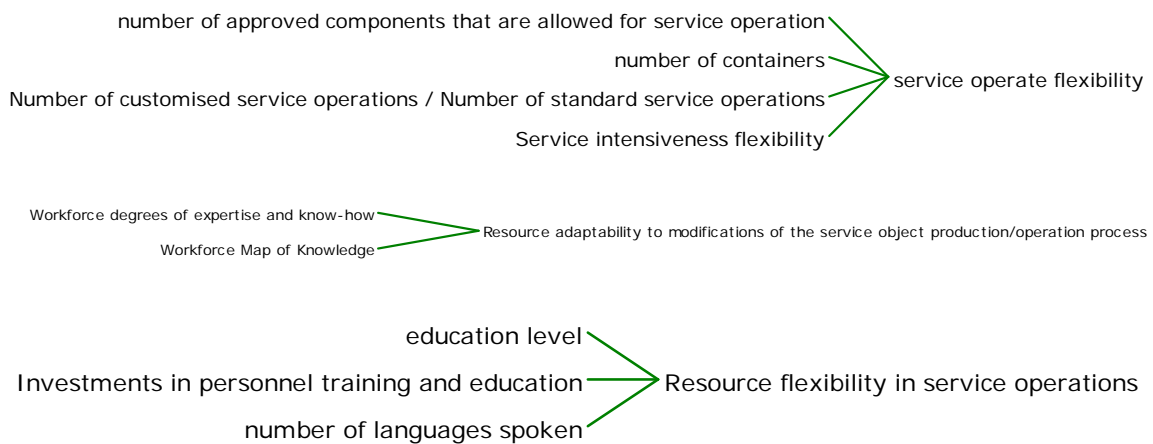 number of approved components that are allowed for service operation
number of containers
service operate flexibility
Number of customised service operations / Number of standard service operations
Service intensiveness flexibility
Workforce degrees of expertise and know-how
Resource adaptability to modifications of the service object production/operation process
Workforce Map of Knowledge
education level
Investments in personnel training and education
Resource flexibility in service operations
number of languages spoken